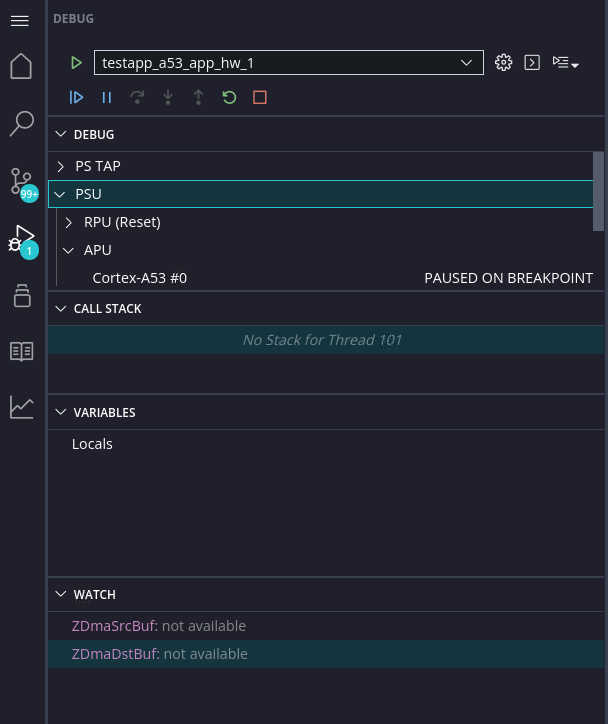 DEBUG
testapp_a53_app_hw_1
DEBUG
PS TAP
99+
PSU
RPU (Reset)
1
APU
Cortex-A53 #0 PAUSED ON BREAKPOINT
CALL STACK
No Stack for Thread 101
VARIABLES
Locals
WATCH
ZDmaSrcBuf: not available
ZDmaDstBuf: not available